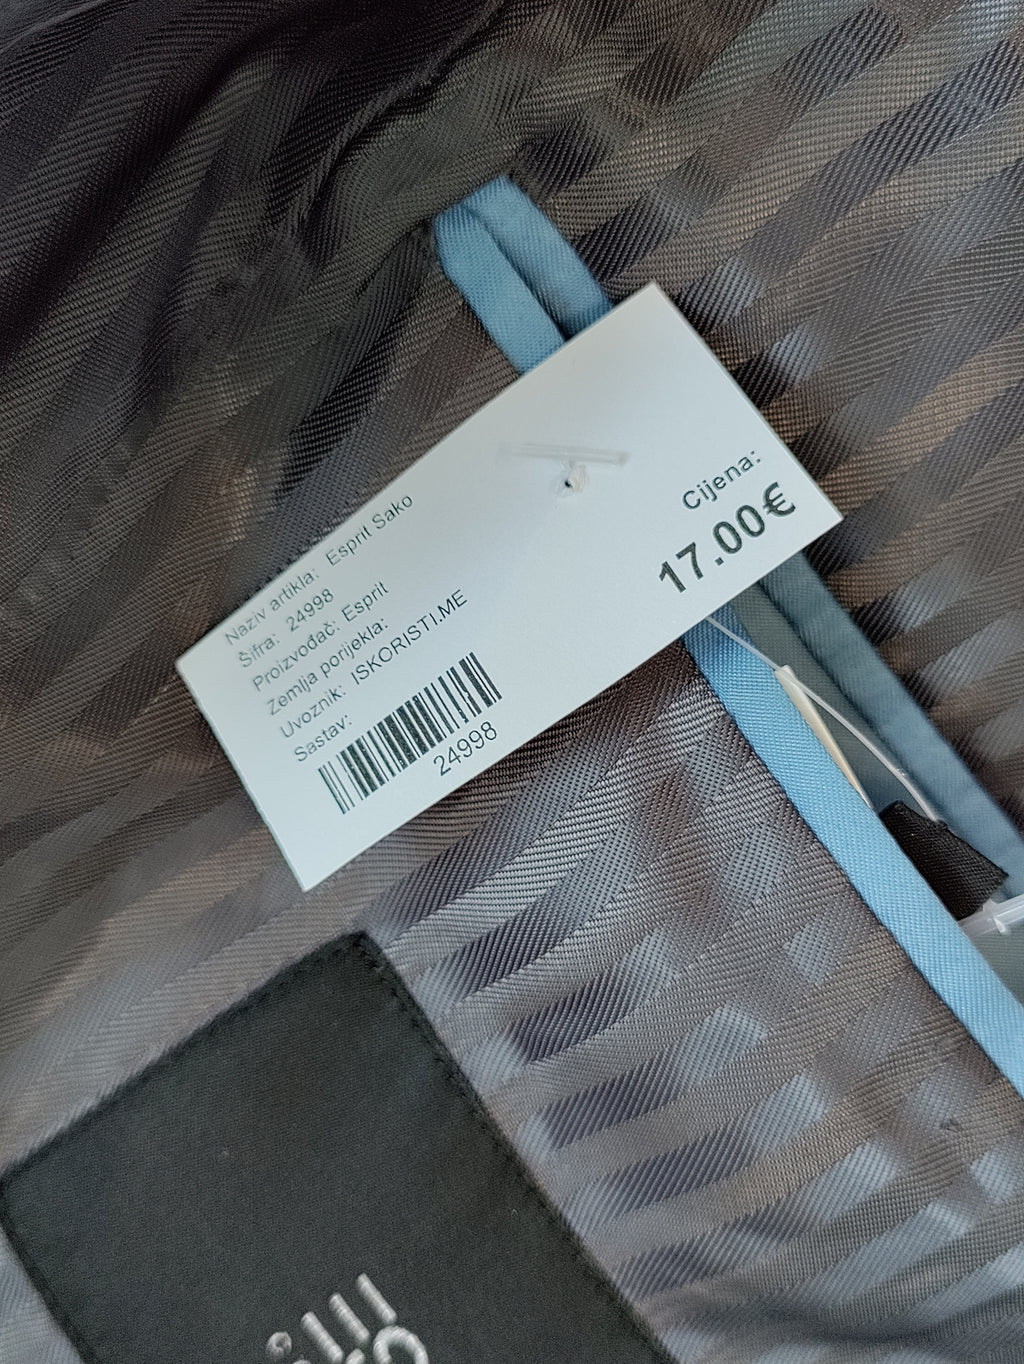 Naziv artikla: Esprit Sako
Šifra: 24998
Proizvođač: Esprit
Zemlja porijekla:
Uvoznik: ISKORISTI.ME
Sastav:
24998
Cijena:
17.00€